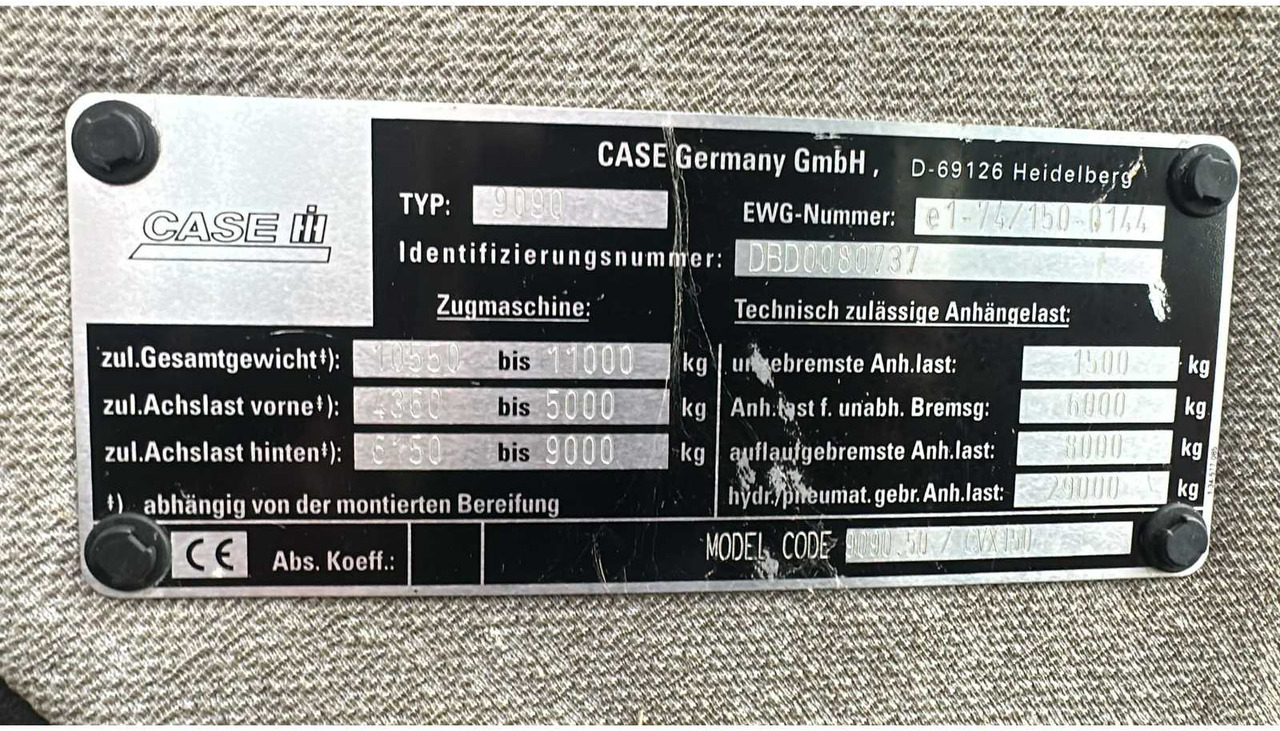 CASE IH
CASE Germany GmbH, D-69126 Heidelberg
TYP: 9090
EWG-Nummer: e1-74/150-0144
Identifizierungsnummer: DBD0080737
Zugmaschine:
zul.Gesamtgewicht‡): 10550 bis 11000 kg
zul.Achslast vorne‡): 4360 bis 5000 kg
zul.Achslast hinten‡): bis 9000 kg
‡) abhängig von der montierten Bereifung
Technisch zulässige Anhängelast:
ungebremste Anh.last: 1500 kg
Anh.last f. unabh. Bremsg: 6000 kg
auflaufgebremste Anh.last: 8000 kg
hydr./pneumat.gebr.Anh.last: 29000 kg
CE Abs. Koeff.:
MODEL CODE 9090.50 / CVX150